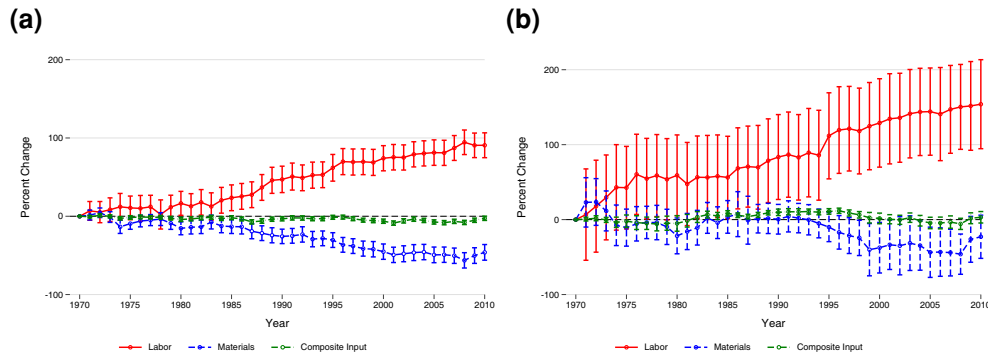 (a)
200
100
0
-100
Percent Change
1970 1975 1980 1985 1990 1995 2000 2005 2010
Year
Labor Materials Composite Input
(b)
200
100
0
-100
Percent Change
1970 1975 1980 1985 1990 1995 2000 2005 2010
Year
Labor Materials Composite Input